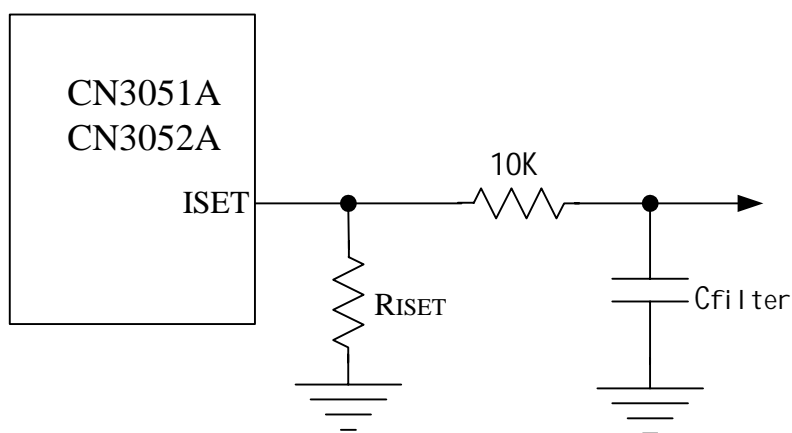 CN3051A
CN3052A
ISET
10K
RISET
Cfilter